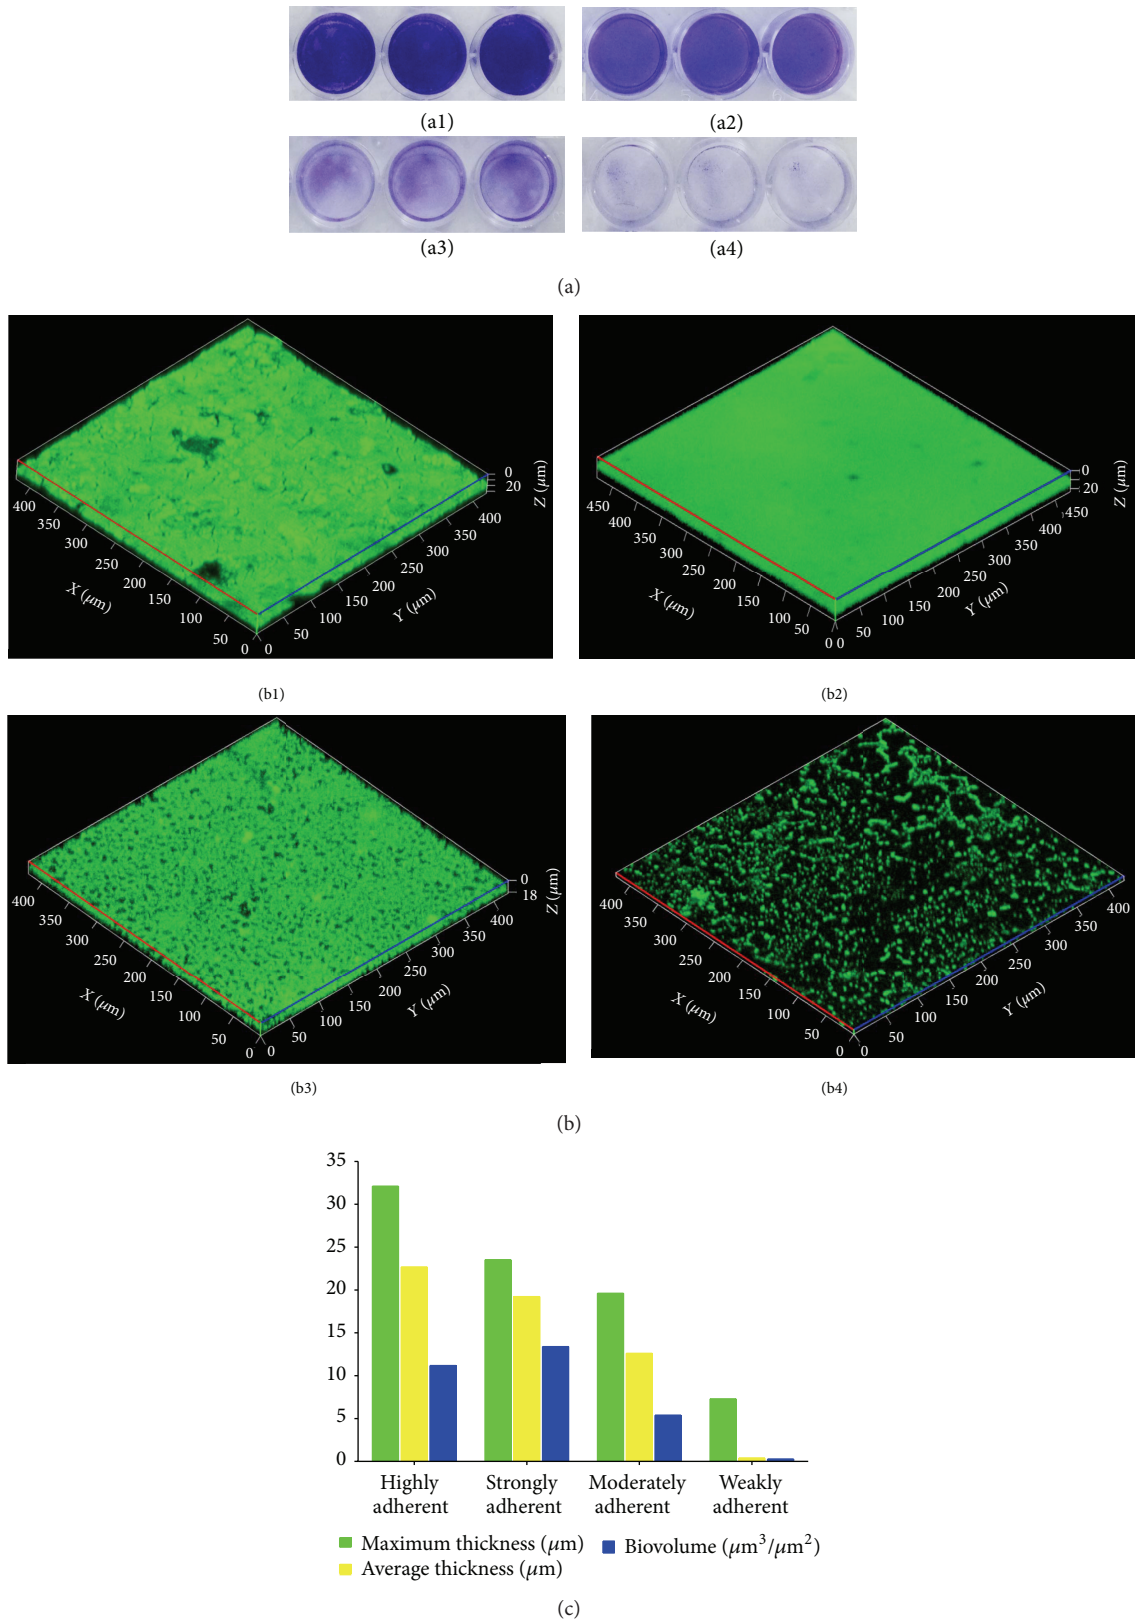 (a1)
(a2)
(a3)
(a4)
(a)
0
20
Z (μm)
400
350
300
250
200
150
100
50
0
X (μm)
0
50
100
150
200
250
300
350
400
Y (μm)
(b1)
0
20
Z (μm)
450
400
350
300
250
200
150
100
50
0
X (μm)
0
50
100
150
200
250
300
350
400
450
Y (μm)
(b2)
0
18
Z (μm)
400
350
300
250
200
150
100
50
0
X (μm)
0
50
100
150
200
250
300
350
400
Y (μm)
(b3)
400
350
300
250
200
150
100
50
0
X (μm)
0
50
100
150
200
250
300
350
400
Y (μm)
(b4)
(b)
35
30
25
20
15
10
5
0
Highly
adherent
Strongly
adherent
Moderately
adherent
Weakly
adherent
Maximum thickness (μm)
Average thickness (μm)
Biovolume (μm³/μm²)
(c)